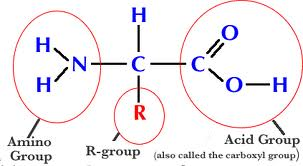 H
H
O
H
N
C
C
O
H
R
Amino
Group
R-group
Acid Group
(also called the carboxyl group)